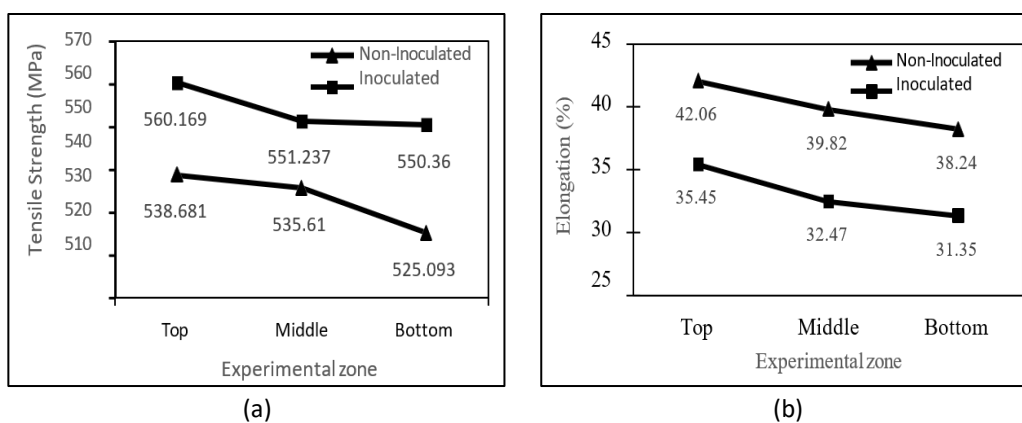 570
560
550
540
530
520
510
Tensile Strength (MPa)
Non-Inoculated
Inoculated
560.169
551.237
550.36
538.681
535.61
525.093
Top
Middle
Bottom
Experimental zone
(a)
45
40
35
30
25
Elongation (%)
Non-Inoculated
Inoculated
42.06
39.82
38.24
35.45
32.47
31.35
Top
Middle
Bottom
Experimental zone
(b)